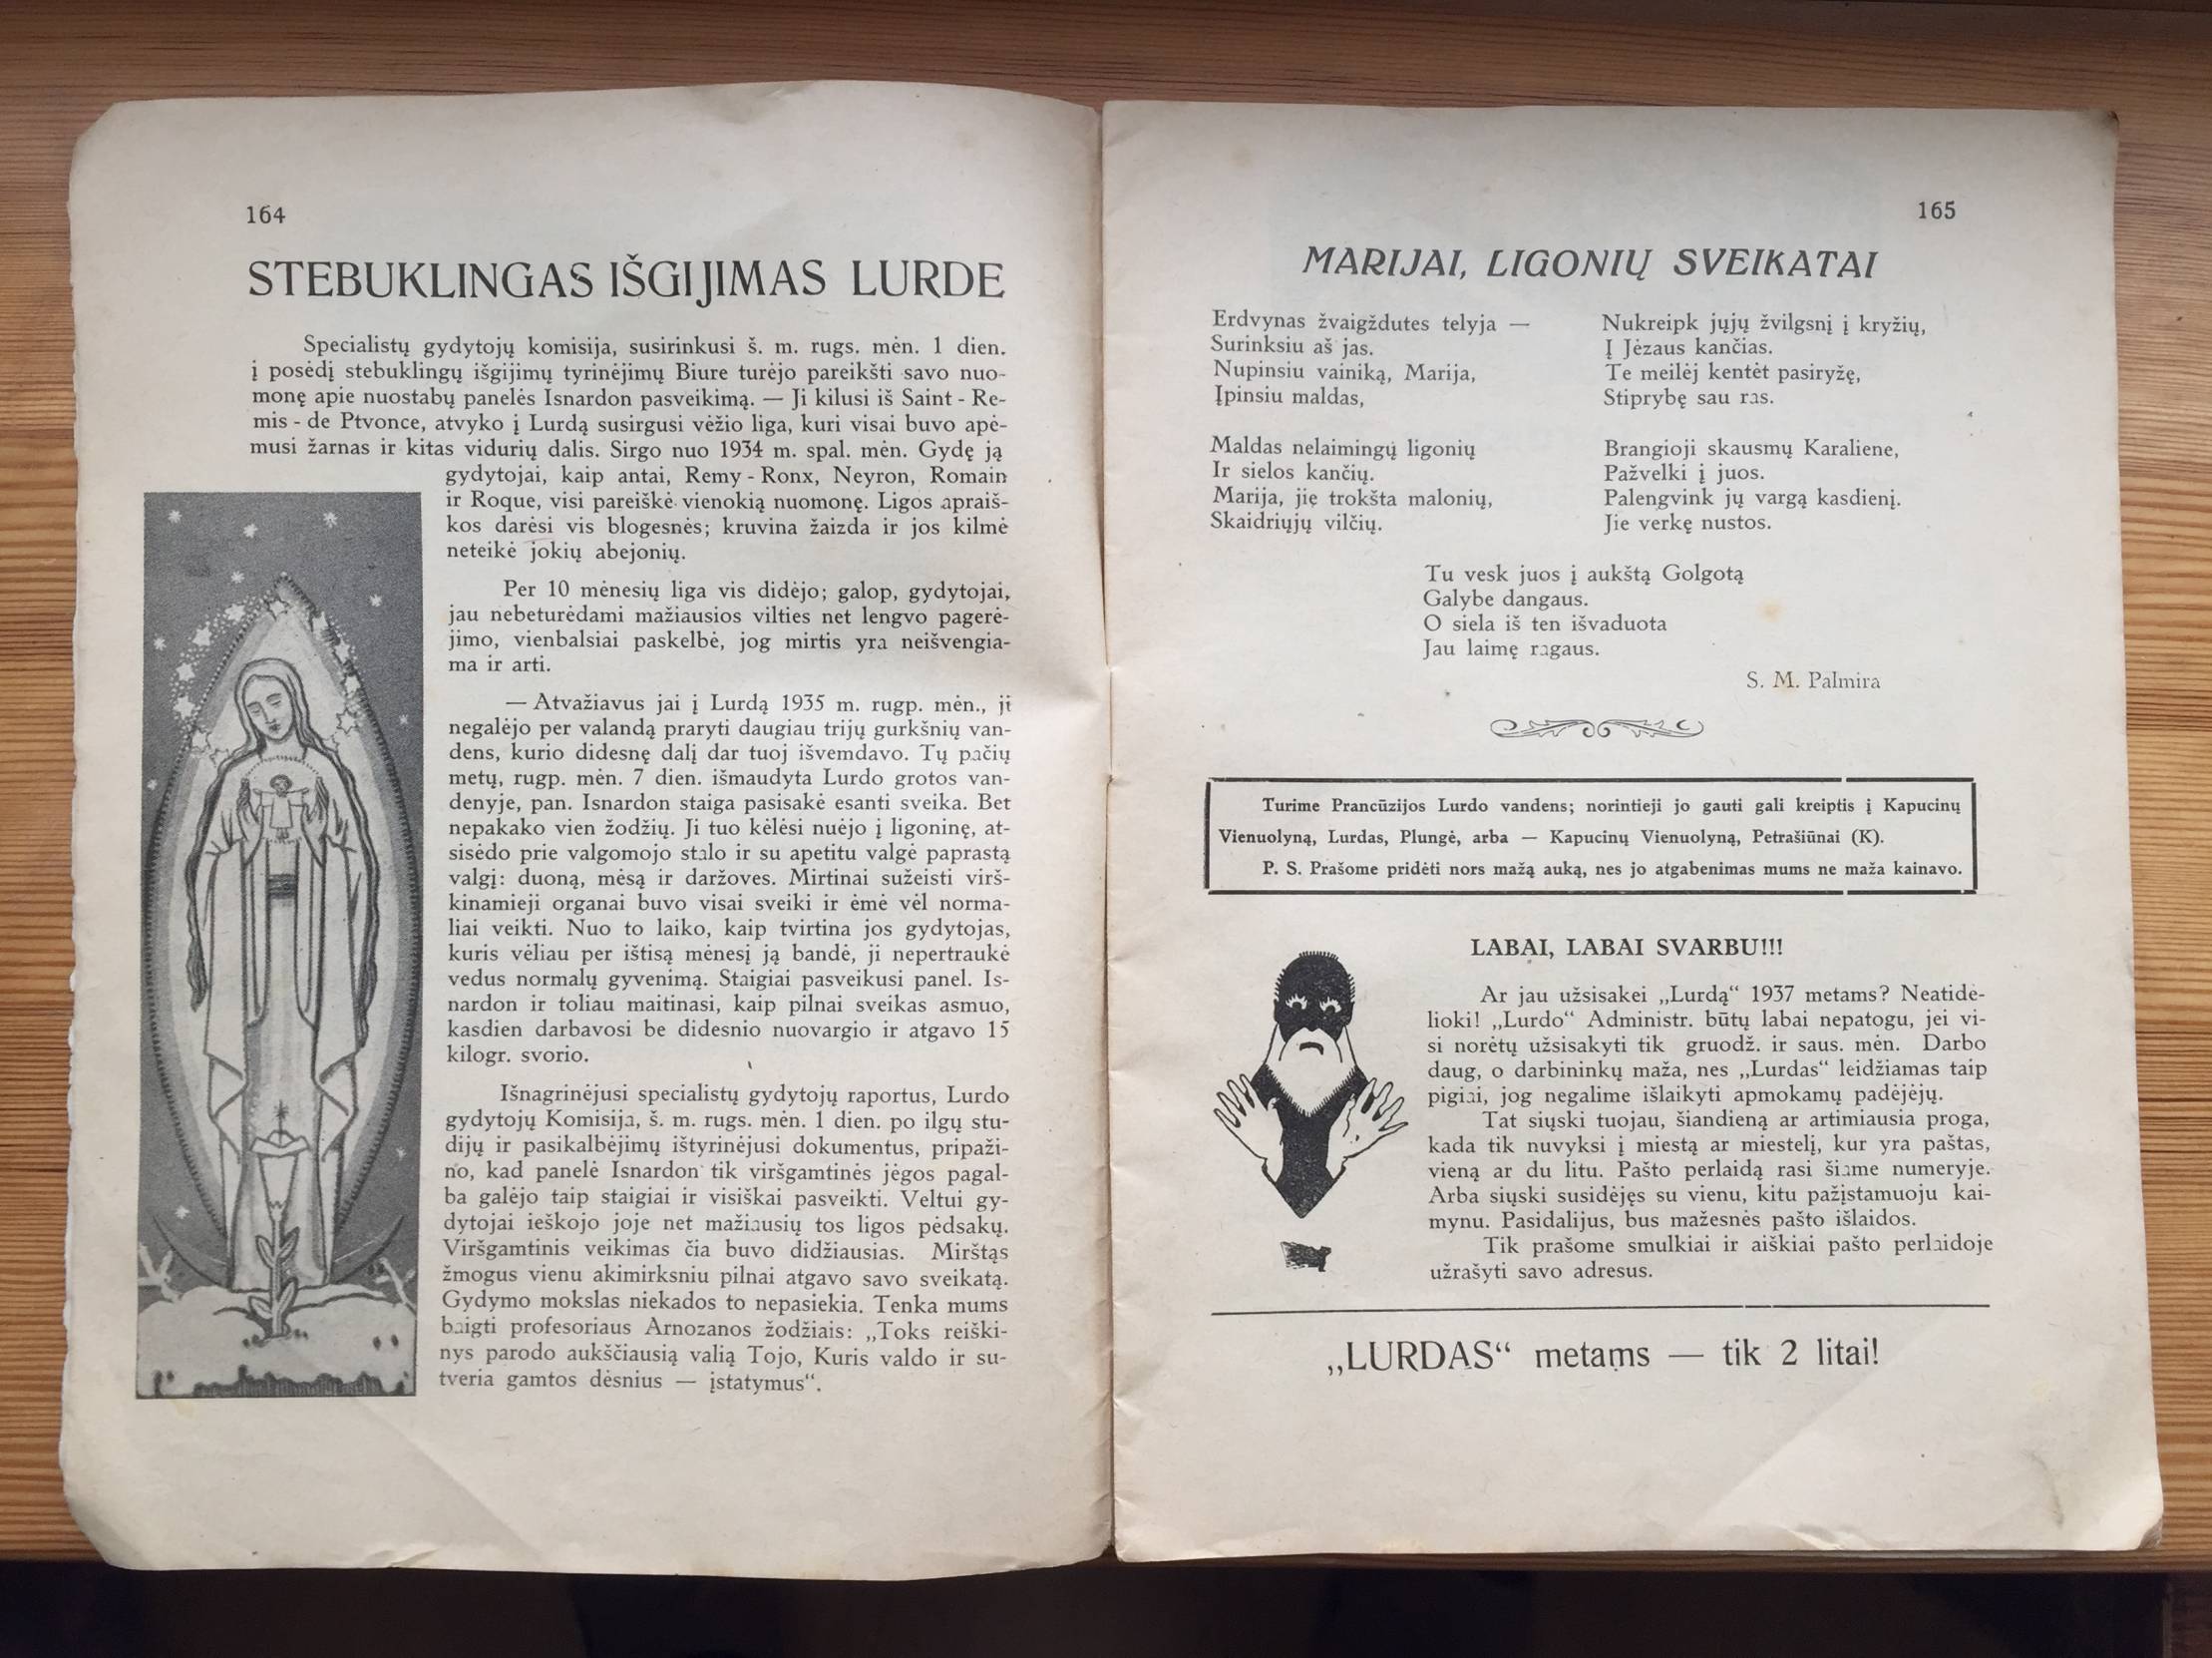 164
STEBUKLINGAS IŠGIJIMAS LURDE
Specialistų gydytojų komisija, susirinkusi š. m. rugs. mėn. 1 dien.
į posėdį stebuklingų išgijimų tyrinėjimų Biure turėjo pareikšti savo nuo-
monę apie nuostabų panelės Isnardon pasveikimą. — Ji kilusi iš Saint - Re-
mis - de Ptvonce, atvyko į Lurdą susirgusi vėžio liga, kuri visai buvo apė-
musi žarnas ir kitas vidurių dalis. Sirgo nuo 1934 m. spal. mėn. Gydę ją
gydytojai, kaip antai, Remy - Ronx, Neyron, Romain
ir Roque, visi pareiškė vienokią nuomonę. Ligos apraiš-
kos darėsi vis blogesnės; kruvina žaizda ir jos kilmė
neteikė jokių abejonių.
Per 10 mėnesių liga vis didėjo; galop, gydytojai,
jau nebeturėdami mažiausios vilties net lengvo pagerė-
jimo, vienbalsiai paskelbė, jog mirtis yra neišvengia-
ma ir arti.
— Atvažiavus jai į Lurdą 1935 m. rugp. mėn., ji
negalėjo per valandą praryti daugiau trijų gurkšnių van-
dens, kurio didesnę dalį dar tuoj išvemdavo. Tų pačių
metų, rugp. mėn. 7 dien. išmaudyta Lurdo grotos van-
denyje, pan. Isnardon staiga pasisakė esanti sveika. Bet
nepakako vien žodžių. Ji tuo kėlėsi nuėjo į ligoninę, at-
sisėdo prie valgomojo stalo ir su apetitu valgė paprastą
valgį: duoną, mėsą ir daržoves. Mirtinai sužeisti virš-
kinamieji organai buvo visai sveiki ir ėmė vėl norma-
liai veikti. Nuo to laiko, kaip tvirtina jos gydytojas,
kuris vėliau per ištisą mėnesį ją bandė, ji nepertraukė
vedus normalų gyvenimą. Staigiai pasveikusi panel. Is-
nardon ir toliau maitinasi, kaip pilnai sveikas asmuo,
kasdien darbavosi be didesnio nuovargio ir atgavo 15
kilogr. svorio.
Išnagrinėjusi specialistų gydytojų raportus, Lurdo
gydytojų Komisija, š. m. rugs. mėn. 1 dien. po ilgų stu-
dijų ir pasikalbėjimų ištyrinėjusi dokumentus, pripaži-
no, kad panelė Isnardon tik viršgamtinės jėgos pagal-
ba galėjo taip staigiai ir visiškai pasveikti. Veltui gy-
dytojai ieškojo joje net mažiausių tos ligos pėdsakų.
Viršgamtinis veikimas čia buvo didžiausias. Mirštąs
žmogus vienu akimirksniu pilnai atgavo savo sveikatą.
Gydymo mokslas niekados to nepasiekia. Tenka mums
baigti profesoriaus Arnozanos žodžiais: „Toks reiški-
nys parodo aukščiausią valią Tojo, Kuris valdo ir su-
tveria gamtos dėsnius — įstatymus“.
165
MARIJAI, LIGONIŲ SVEIKATAI
Erdvynas žvaigždutes telyja —
Surinksiu aš jas.
Nupinsiu vainiką, Marija,
Įpinsiu maldas,
Maldas nelaimingų ligonių
Ir sielos kančių.
Marija, jie trokšta malonių,
Skaidriųjų vilčių.
Nukreipk jųjų žvilgsnį į kryžių,
Į Jėzaus kančias.
Te meilėj kentėt pasiryžę,
Stiprybę sau ras.
Brangioji skausmų Karaliene,
Pažvelki į juos.
Palengvink jų vargą kasdienį.
Jie verkę nustos.
Tu vesk juos į aukštą Golgotą
Galybe dangaus.
O siela iš ten išvaduota
Jau laimę ragaus.
S. M. Palmira
Turime Prancūzijos Lurdo vandens; norintieji jo gauti gali kreiptis į Kapucinų
Vienuolyną, Lurdas, Plungė, arba — Kapucinų Vienuolyną, Petrašiūnai (K).
P. S. Prašome pridėti nors mažą auką, nes jo atgabenimas mums ne maža kainavo.
LABAI, LABAI SVARBU!!!
Ar jau užsisakei „Lurdą“ 1937 metams? Neatidė-
lioki! „Lurdo“ Administr. būtų labai nepatogu, jei vi-
si norėtų užsisakyti tik gruodž. ir saus. mėn. Darbo
daug, o darbininkų maža, nes „Lurdas“ leidžiamas taip
pigiai, jog negalime išlaikyti apmokamų padėjėjų.
Tat siųski tuojau, šiandieną ar artimiausia proga,
kada tik nuvyksi į miestą ar miestelį, kur yra paštas,
vieną ar du litu. Pašto perlaidą rasi šiame numeryje.
Arba siųski susidėjęs su vienu, kitu pažįstamuoju kai-
mynu. Pasidalijus, bus mažesnės pašto išlaidos.
Tik prašome smulkiai ir aiškiai pašto perlaidoje
užrašyti savo adresus.
„LURDAS“ metams — tik 2 litai!